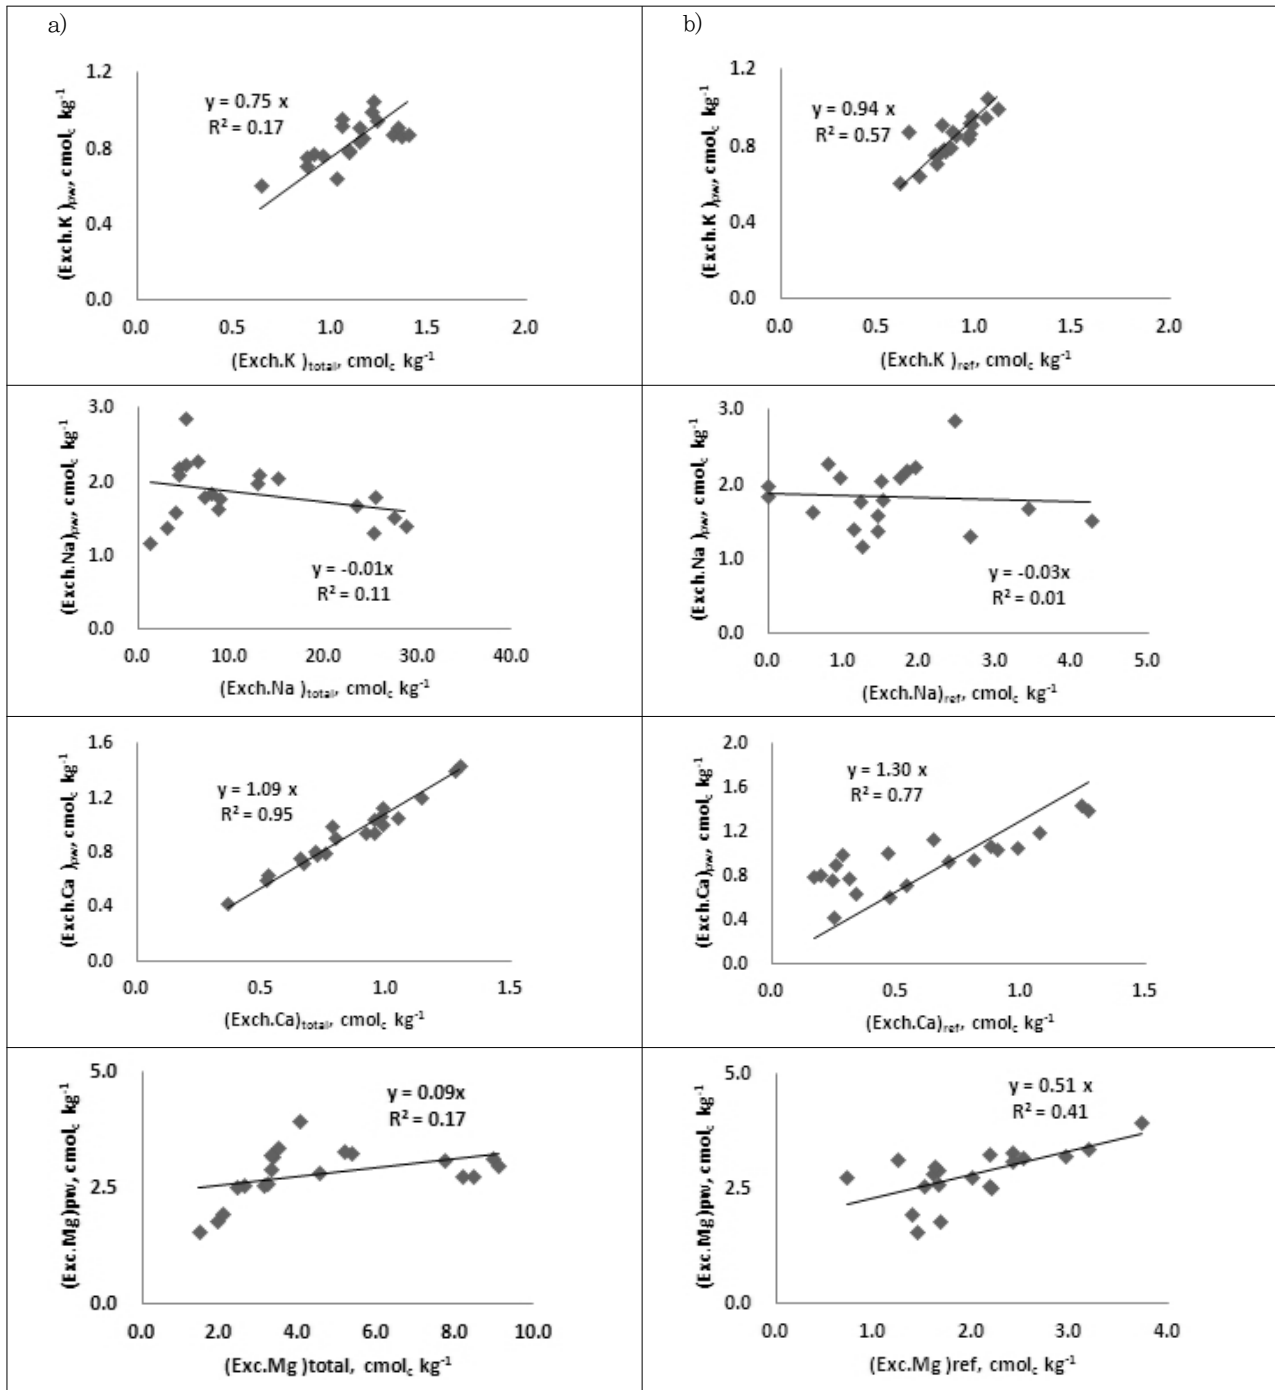 a)
y = 0.75 x
R² = 0.17
(Exch.K )pw, cmolc kg-1
1.2
0.8
0.4
0.0
0.0 0.5 1.0 1.5 2.0
(Exch.K )total, cmolc kg-1
b)
y = 0.94 x
R² = 0.57
(Exch.K )pw, cmolc kg-1
1.2
0.8
0.4
0.0
0.0 0.5 1.0 1.5 2.0
(Exch.K )ref, cmolc kg-1
(Exch.Na)pw, cmolc kg-1
3.0
2.0
1.0
0.0
y = -0.01x
R² = 0.11
0.0 10.0 20.0 30.0 40.0
(Exch.Na )total, cmolc kg-1
(Exch.Na )pw, cmolc kg-1
3.0
2.0
1.0
0.0
y = -0.03x
R² = 0.01
0.0 1.0 2.0 3.0 4.0 5.0
(Exch.Na)ref, cmolc kg-1
(Exch.Ca )pw, cmolc kg-1
1.6
1.2
0.8
0.4
0.0
y = 1.09 x
R² = 0.95
0.0 0.5 1.0 1.5
(Exch.Ca)total, cmolc kg-1
(Exch.Ca)pw, cmolc kg-1
2.0
1.6
1.2
0.8
0.4
0.0
y = 1.30 x
R² = 0.77
0.0 0.5 1.0 1.5
(Exch.Ca)ref, cmolc kg-1
(Exc.Mg)pw, cmolc kg-1
5.0
2.5
0.0
y = 0.09x
R² = 0.17
0.0 2.0 4.0 6.0 8.0 10.0
(Exc.Mg )total, cmolc kg-1
(Exc.Mg)pw, cmolc kg-1
5.0
2.5
0.0
y = 0.51 x
R² = 0.41
0.0 1.0 2.0 3.0 4.0
(Exc.Mg )ref, cmolc kg-1